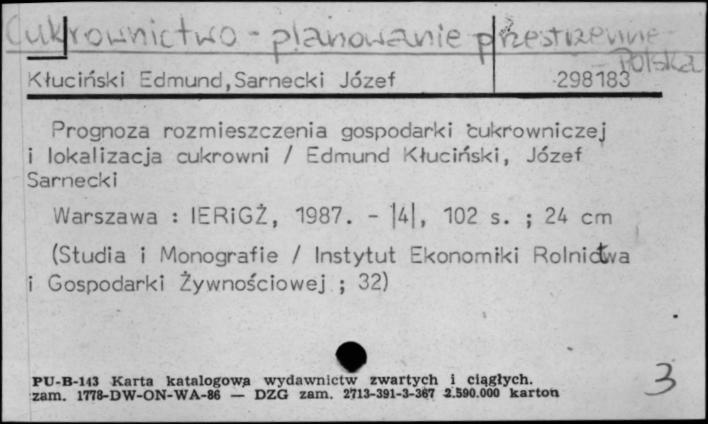 Cukrownictwo - planowanie przestrzenne
- Polska
Kłuciński Edmund,Sarnecki Józef 298183
Prognoza rozmieszczenia gospodarki cukrowniczej
i lokalizacja cukrowni / Edmund Kłuciński, Józef
Sarnecki
Warszawa : IERiGŻ, 1987. - |4|, 102 s. ; 24 cm
(Studia i Monografie / Instytut Ekonomiki Rolnictwa
i Gospodarki Żywnościowej ; 32)
PU-B-143 Karta katalogowa wydawnictw zwartych i ciągłych.
zam. 1778-DW-ON-WA-86 — DZG zam. 2713-391-3-367 2.590.000 karton
3